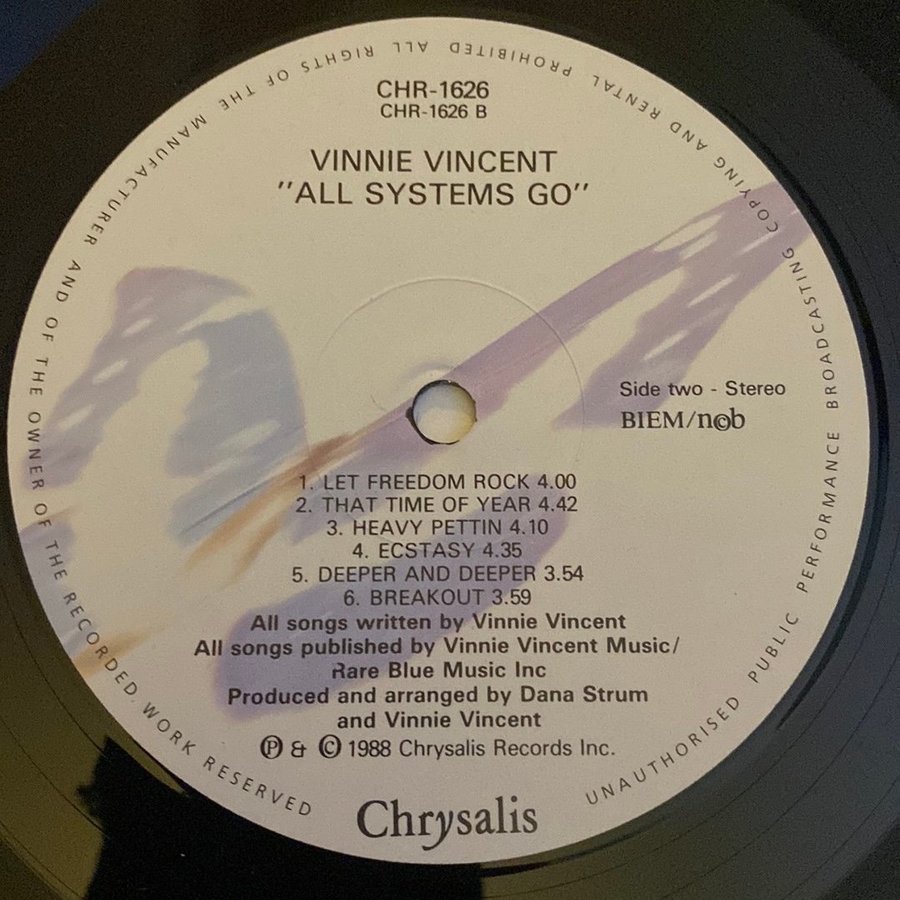 CHR-1626
CHR-1626 B
VINNIE VINCENT
"ALL SYSTEMS GO"
Side two - Stereo
BIEM/n©b
1. LET FREEDOM ROCK 4.00
2. THAT TIME OF YEAR 4.42
3. HEAVY PETTIN 4.10
4. ECSTASY 4.35
5. DEEPER AND DEEPER 3.54
6. BREAKOUT 3.59
All songs written by Vinnie Vincent
All songs published by Vinnie Vincent Music/
Rare Blue Music Inc
Produced and arranged by Dana Strum
and Vinnie Vincent
℗ & © 1988 Chrysalis Records Inc.
Chrysalis
UNAUTHORISED PUBLIC PERFORMANCE BROADCASTING COPYING AND RENTAL PROHIBITED ALL RIGHTS OF THE MANUFACTURER AND OF THE OWNER OF THE RECORDED. WORK RESERVED